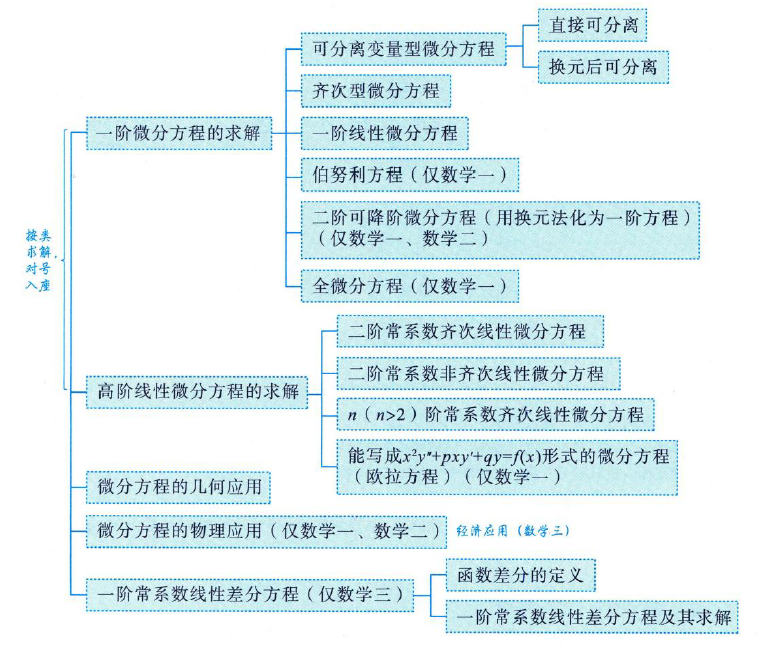 直接可分离
可分离变量型微分方程
换元后可分离
齐次型微分方程
一阶微分方程的求解
一阶线性微分方程
伯努利方程（仅数学一）
二阶可降阶微分方程（用换元法化为一阶方程）
（仅数学一、数学二）
全微分方程（仅数学一）
按类
求解，
对号
入座
二阶常系数齐次线性微分方程
二阶常系数非齐次线性微分方程
高阶线性微分方程的求解
n（n>2）阶常系数齐次线性微分方程
能写成x²y″+pxy′+qy=f(x)形式的微分方程
（欧拉方程）（仅数学一）
微分方程的几何应用
微分方程的物理应用（仅数学一、数学二） 经济应用（数学三）
函数差分的定义
一阶常系数线性差分方程（仅数学三）
一阶常系数线性差分方程及其求解